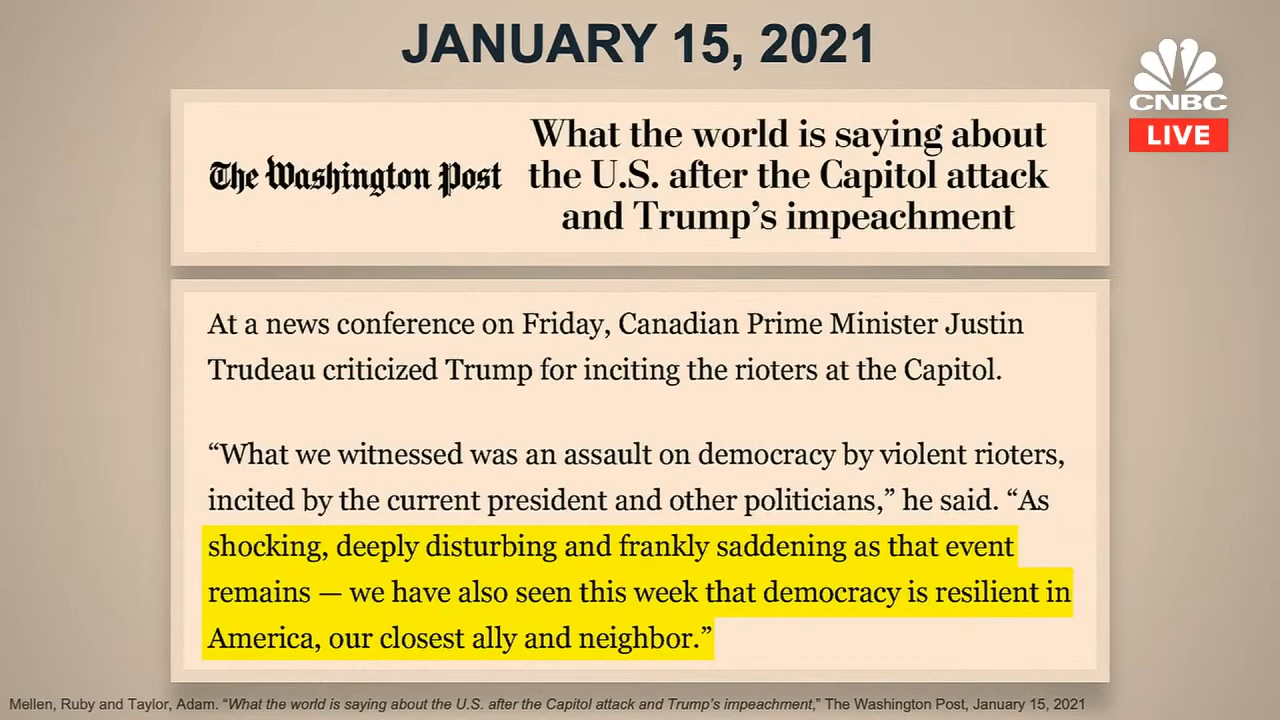 JANUARY 15, 2021
CNBC
LIVE
The Washington Post
What the world is saying about
the U.S. after the Capitol attack
and Trump’s impeachment
At a news conference on Friday, Canadian Prime Minister Justin
Trudeau criticized Trump for inciting the rioters at the Capitol.
“What we witnessed was an assault on democracy by violent rioters,
incited by the current president and other politicians,” he said. “As
shocking, deeply disturbing and frankly saddening as that event
remains — we have also seen this week that democracy is resilient in
America, our closest ally and neighbor.”
Mellen, Ruby and Taylor, Adam. “What the world is saying about the U.S. after the Capitol attack and Trump’s impeachment,” The Washington Post, January 15, 2021